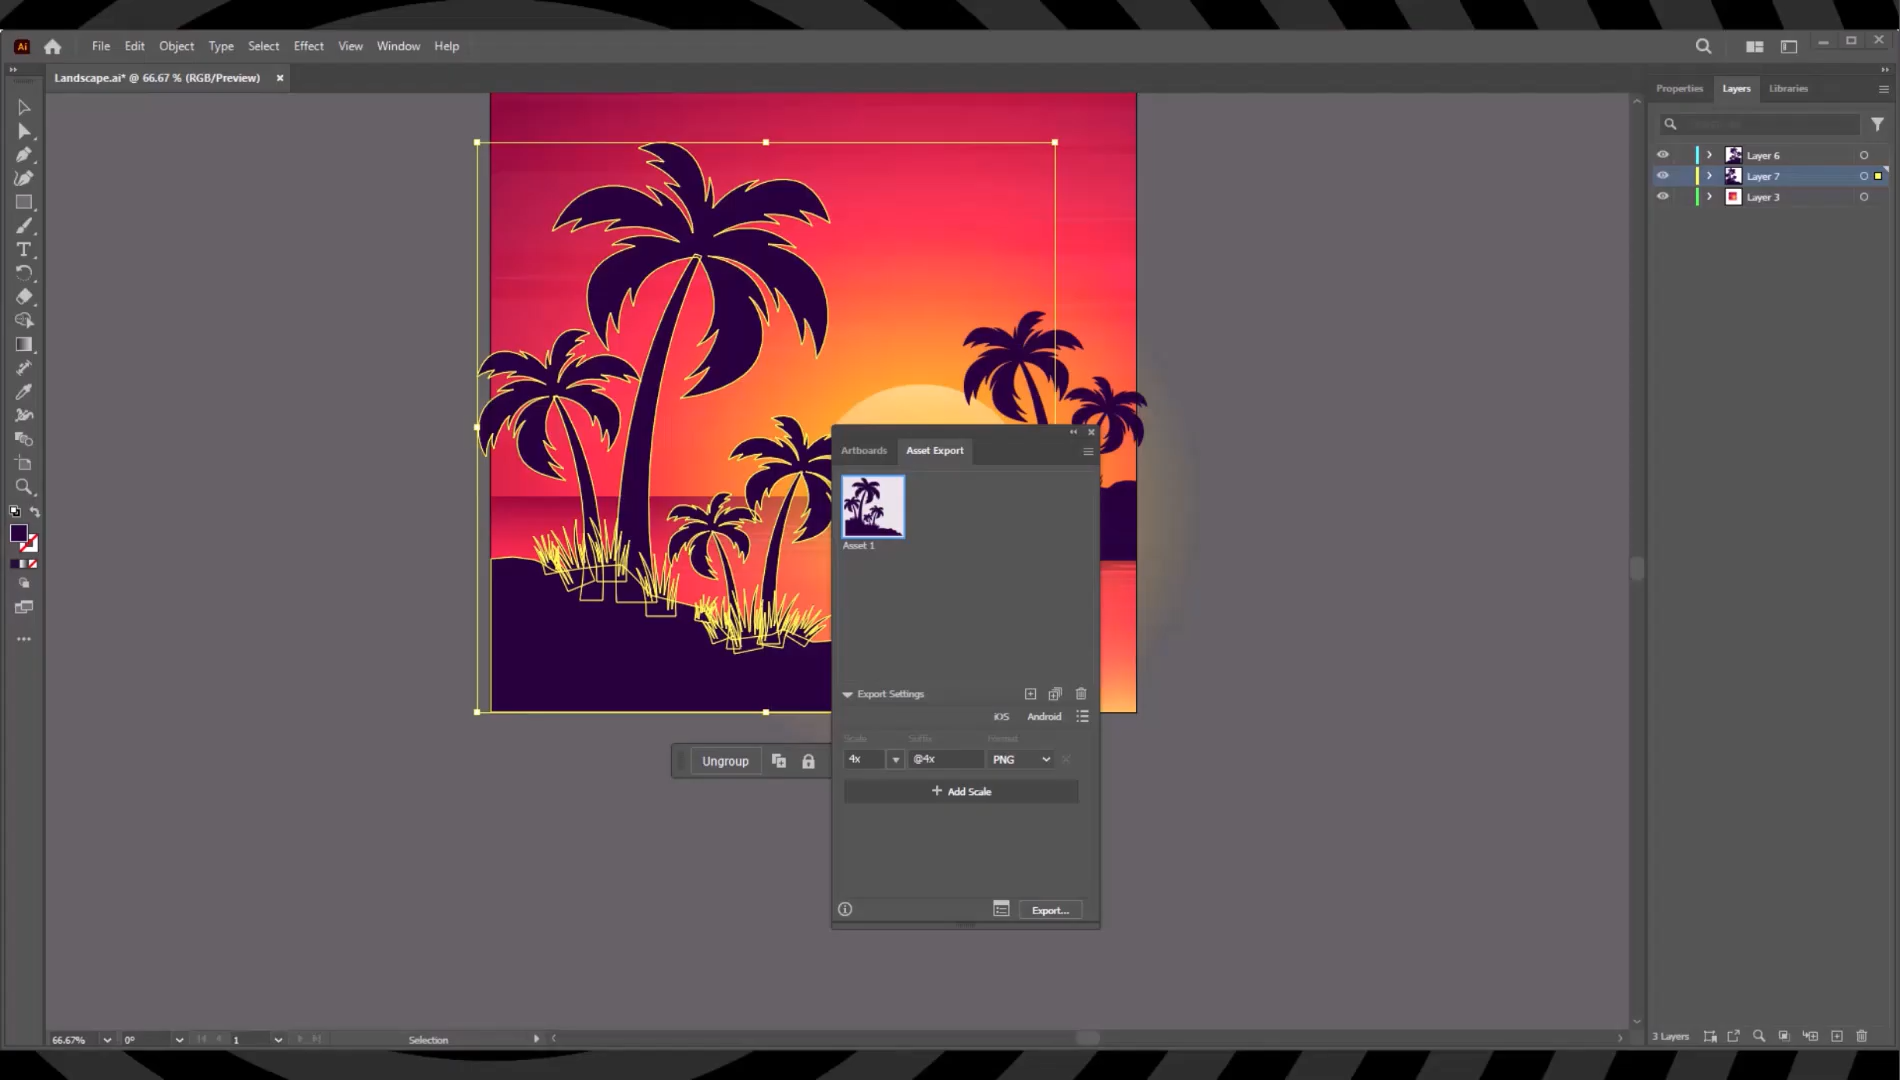 Ai File Edit Object Type Select Effect View Window Help
Landscape.ai* @ 66.67 % (RGB/Preview) ×
Properties Layers Libraries
Layer 6
Layer 7
Layer 3
Artboards Asset Export
Asset 1
Export Settings
iOS Android
Scale Suffix Format
4x @4x PNG
+ Add Scale
Ungroup
Export...
66.67% 0° 1 Selection
3 Layers